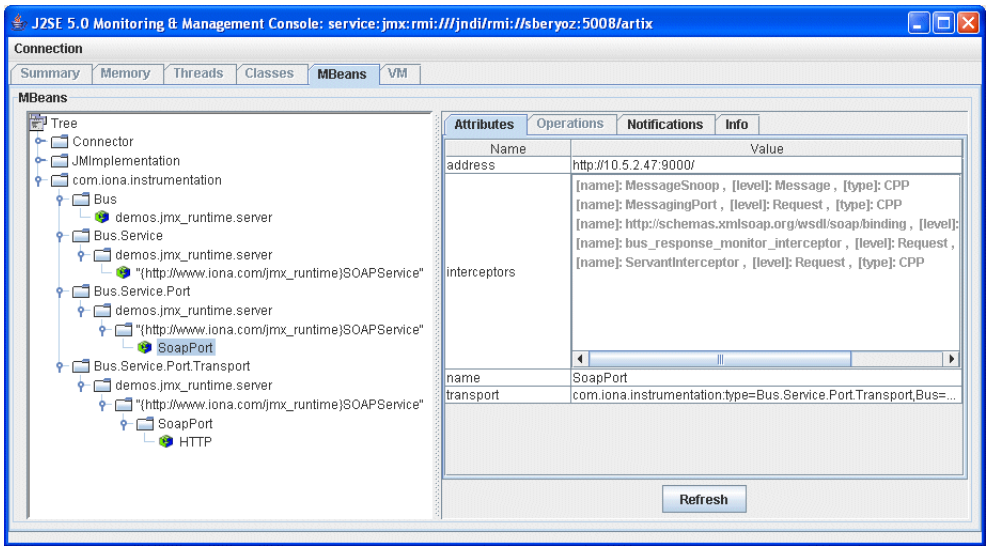 J2SE 5.0 Monitoring & Management Console: service:jmx:rmi:///jndi/rmi://sberyoz:5008/artix
Connection
Summary Memory Threads Classes MBeans VM
MBeans
Tree
Connector
JMImplementation
com.iona.instrumentation
Bus
demos.jmx_runtime.server
Bus.Service
demos.jmx_runtime.server
"{http://www.iona.com/jmx_runtime}SOAPService"
Bus.Service.Port
demos.jmx_runtime.server
"{http://www.iona.com/jmx_runtime}SOAPService"
SoapPort
Bus.Service.Port.Transport
demos.jmx_runtime.server
"{http://www.iona.com/jmx_runtime}SOAPService"
SoapPort
HTTP
Attributes Operations Notifications Info
Name Value
address http://10.5.2.47:9000/
interceptors
[name]: MessageSnoop , [level]: Message , [type]: CPP
[name]: MessagingPort , [level]: Request , [type]: CPP
[name]: http://schemas.xmlsoap.org/wsdl/soap/binding , [level]:
[name]: bus_response_monitor_interceptor , [level]: Request ,
[name]: ServantInterceptor , [level]: Request , [type]: CPP
name SoapPort
transport com.iona.instrumentation:type=Bus.Service.Port.Transport,Bus=...
Refresh